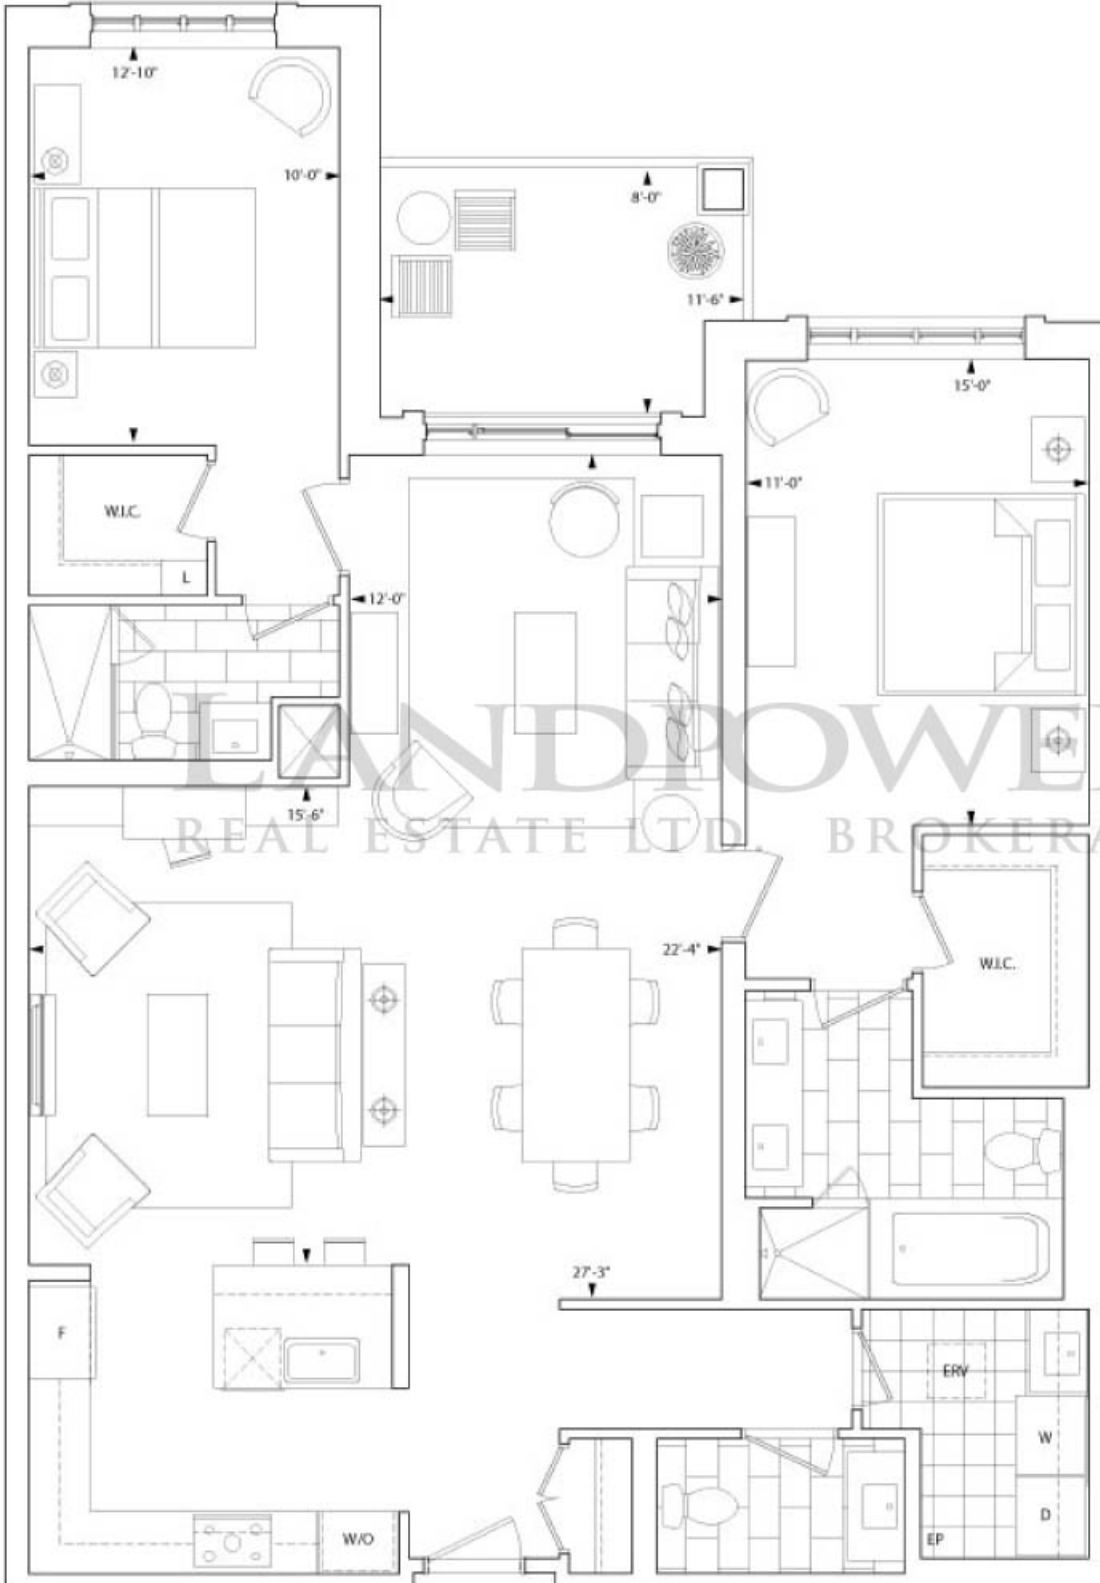 12'-10"
10'-0"
8'-0"
11'-6"
15'-0"
11'-0"
W.I.C.
L
12'-0"
LANDPOWE
15'-6"
REAL ESTATE LTD. BROKERA
22'-4"
W.I.C.
27'-3"
F
ERV
W
D
W/O
EP